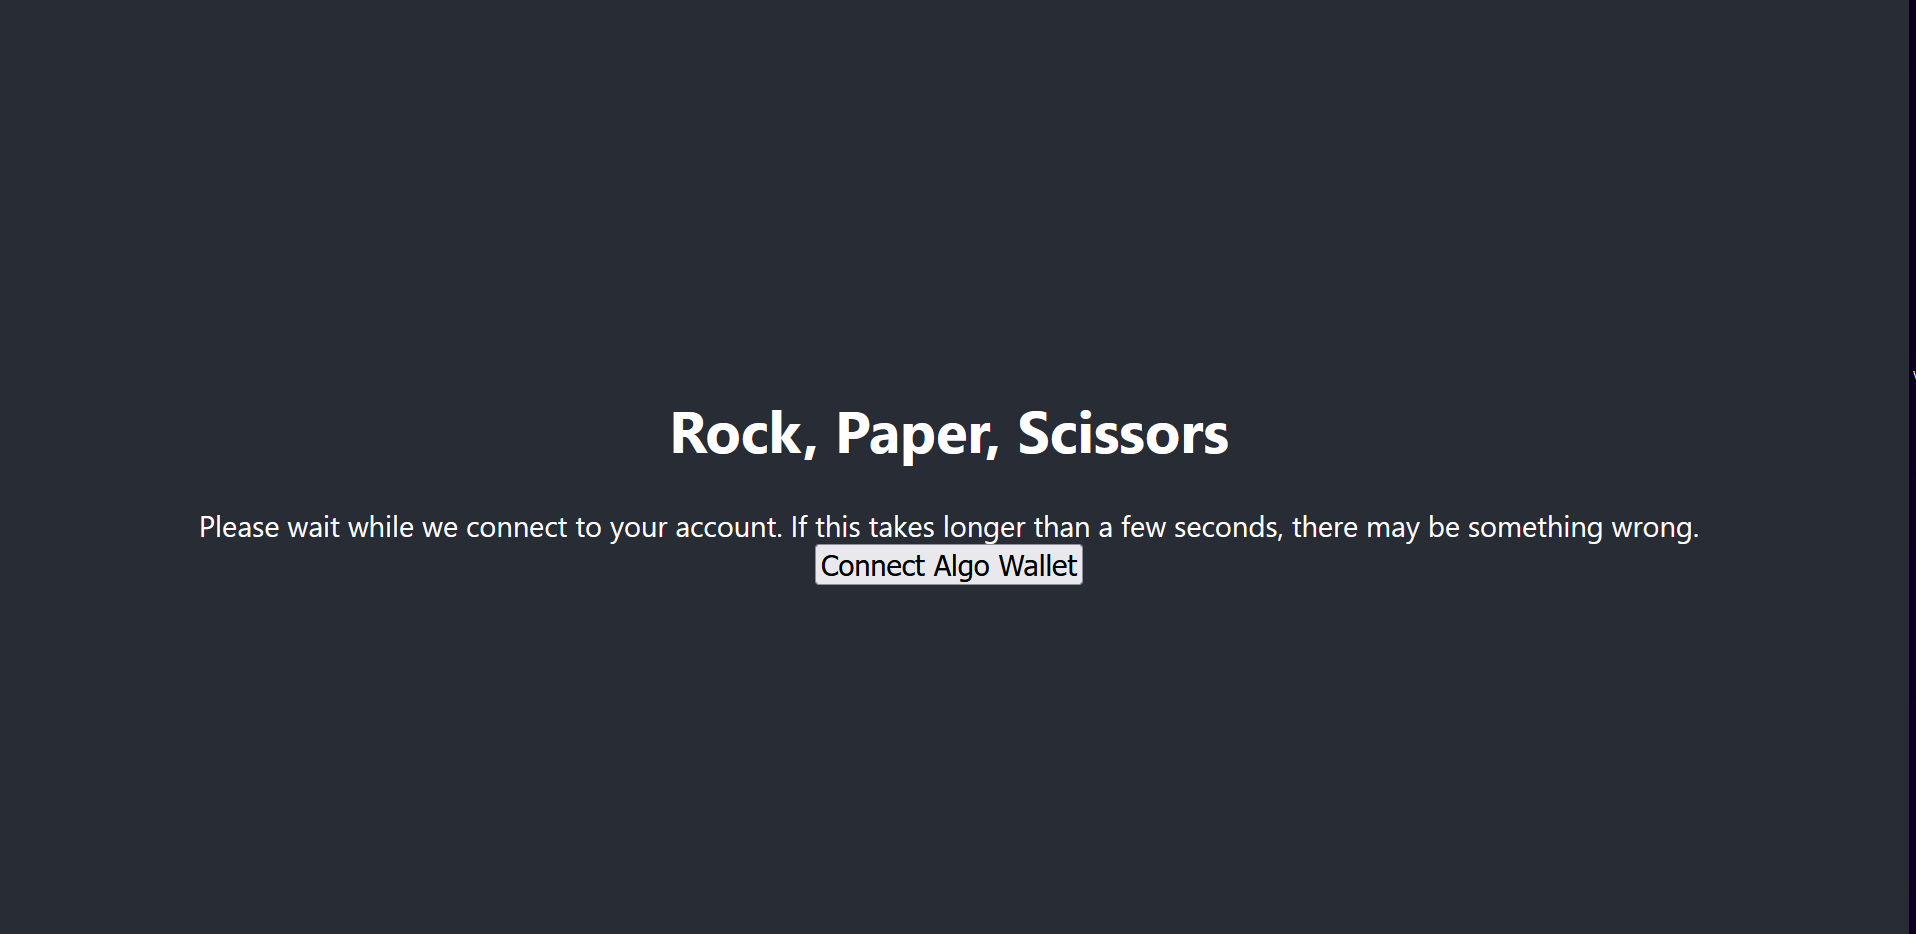 Rock, Paper, Scissors
Please wait while we connect to your account. If this takes longer than a few seconds, there may be something wrong.
Connect Algo Wallet